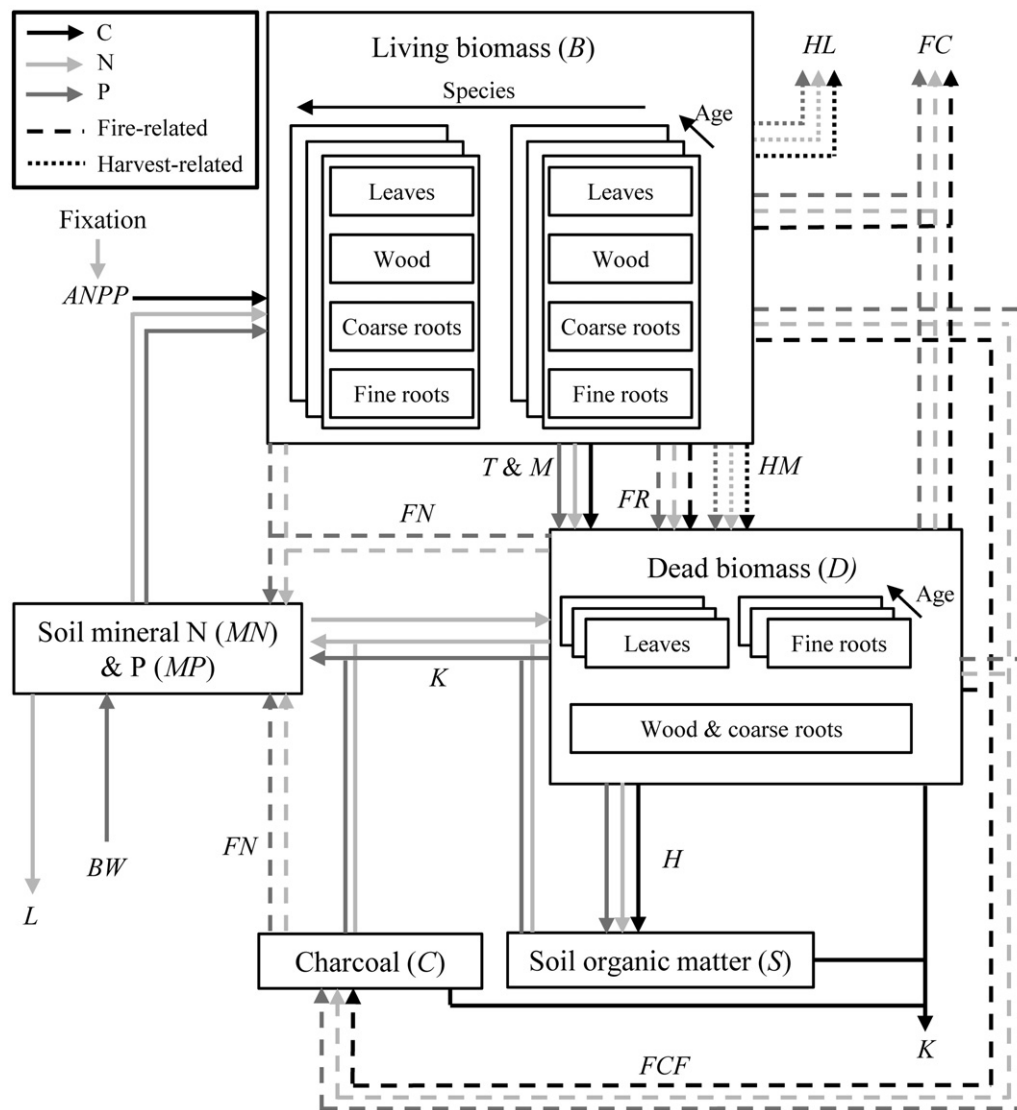 C
N
P
Fire-related
Harvest-related
Living biomass (B)
Species
Age
HL
FC
Leaves
Wood
Coarse roots
Fine roots
Leaves
Wood
Coarse roots
Fine roots
Fixation
ANPP
T & M
FR
HM
FN
Dead biomass (D)
Age
Leaves
Fine roots
Wood & coarse roots
Soil mineral N (MN)
& P (MP)
K
FN
BW
L
H
Charcoal (C)
Soil organic matter (S)
K
FCF